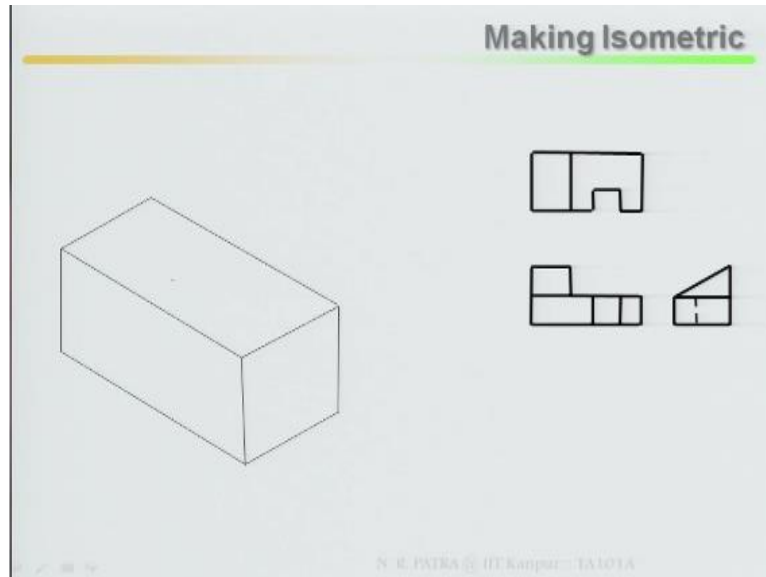 Making Isometric
N. R. PATRA @ IIT Kanpur : TA101A